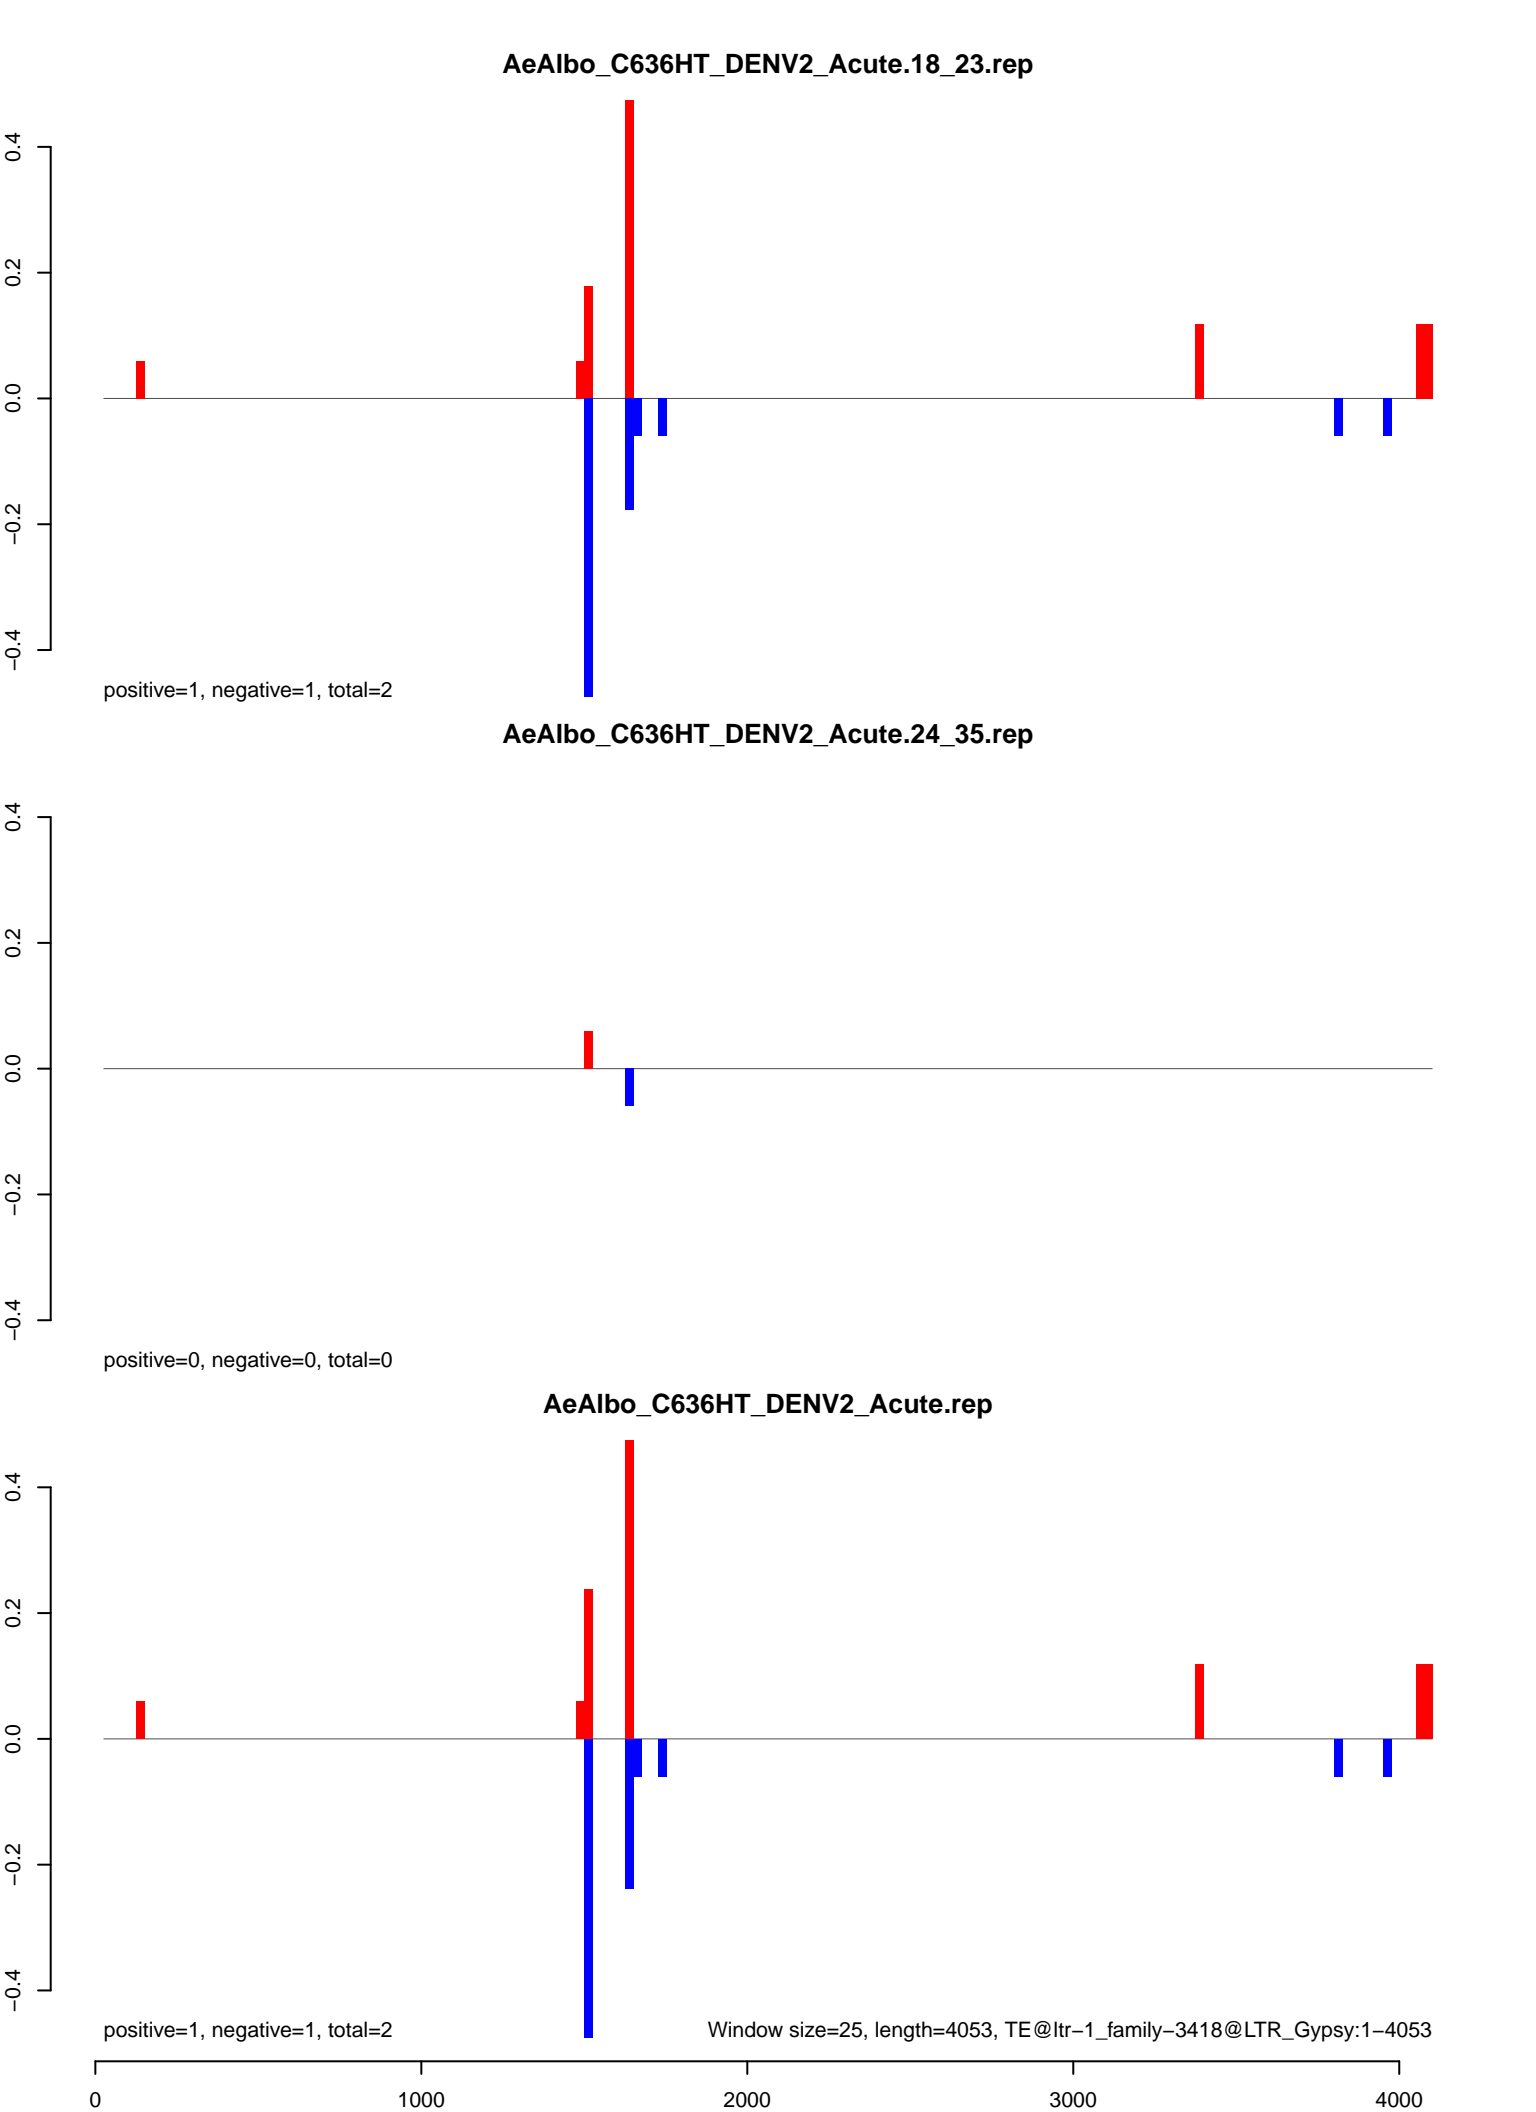 AeAlbo_C636HT_DENV2_Acute.18_23.rep
0.4
0.2
0.0
−0.2
−0.4
positive=1, negative=1, total=2
AeAlbo_C636HT_DENV2_Acute.24_35.rep
0.4
0.2
0.0
−0.2
−0.4
positive=0, negative=0, total=0
AeAlbo_C636HT_DENV2_Acute.rep
0.4
0.2
0.0
−0.2
−0.4
positive=1, negative=1, total=2 Window size=25, length=4053, TE@ltr−1_family−3418@LTR_Gypsy:1−4053
0 1000 2000 3000 4000